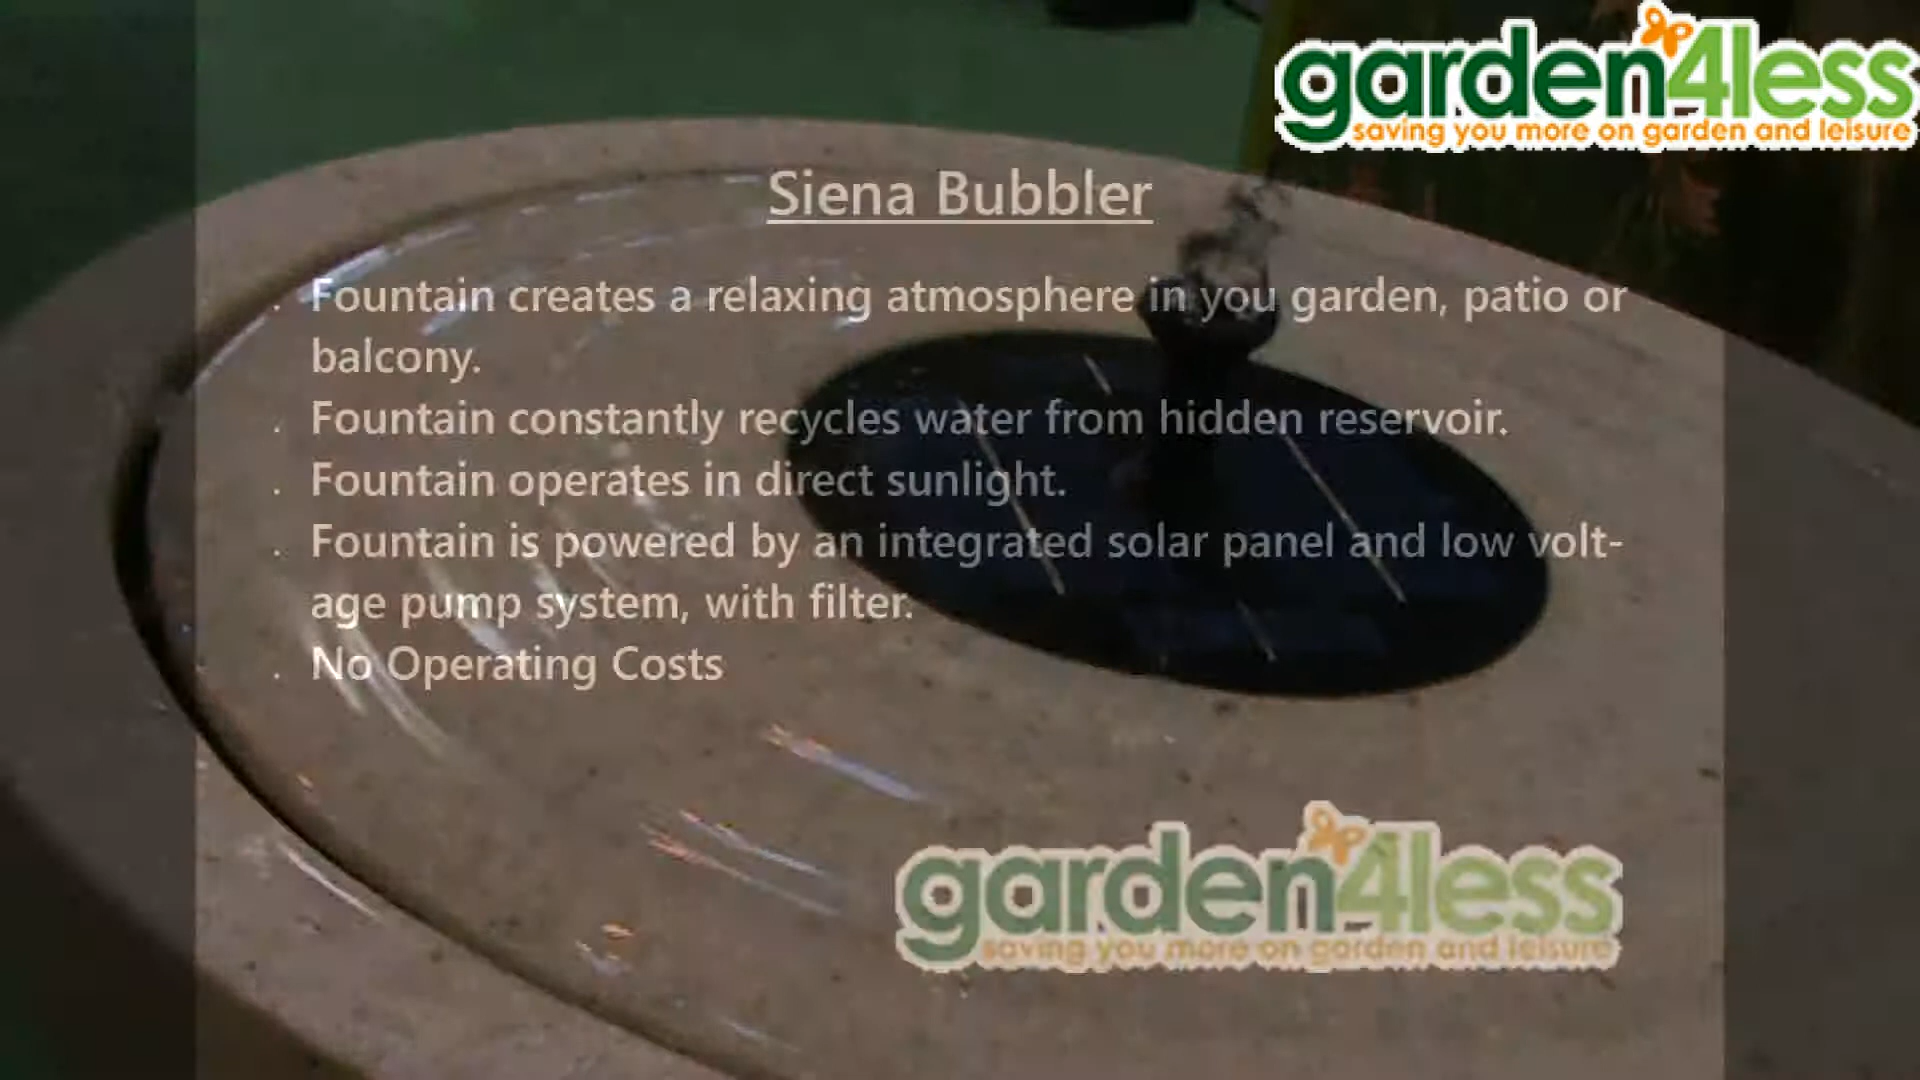 garden4less
saving you more on garden and leisure
Siena Bubbler
. Fountain creates a relaxing atmosphere in you garden, patio or
balcony.
. Fountain constantly recycles water from hidden reservoir.
. Fountain operates in direct sunlight.
. Fountain is powered by an integrated solar panel and low volt-
age pump system, with filter.
. No Operating Costs
garden4less
saving you more on garden and leisure